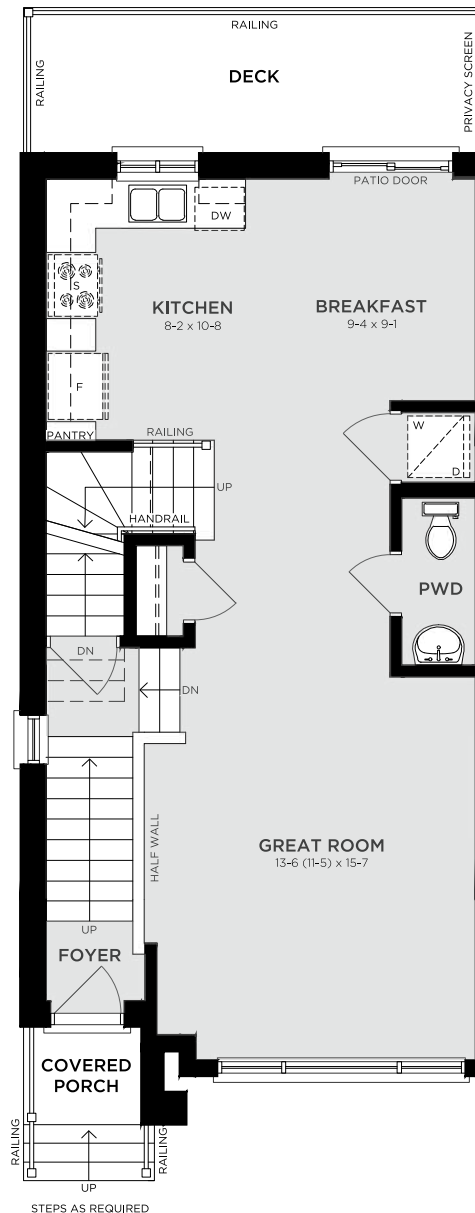 RAILING
RAILING
DECK
PRIVACY SCREEN
PATIO DOOR
DW
S
KITCHEN
8-2 x 10-8
BREAKFAST
9-4 x 9-1
F
PANTRY
RAILING
W
D
UP
HANDRAIL
PWD
DN
DN
HALF WALL
GREAT ROOM
13-6 (11-5) x 15-7
UP
FOYER
COVERED
PORCH
RAILING
RAILING
UP
STEPS AS REQUIRED